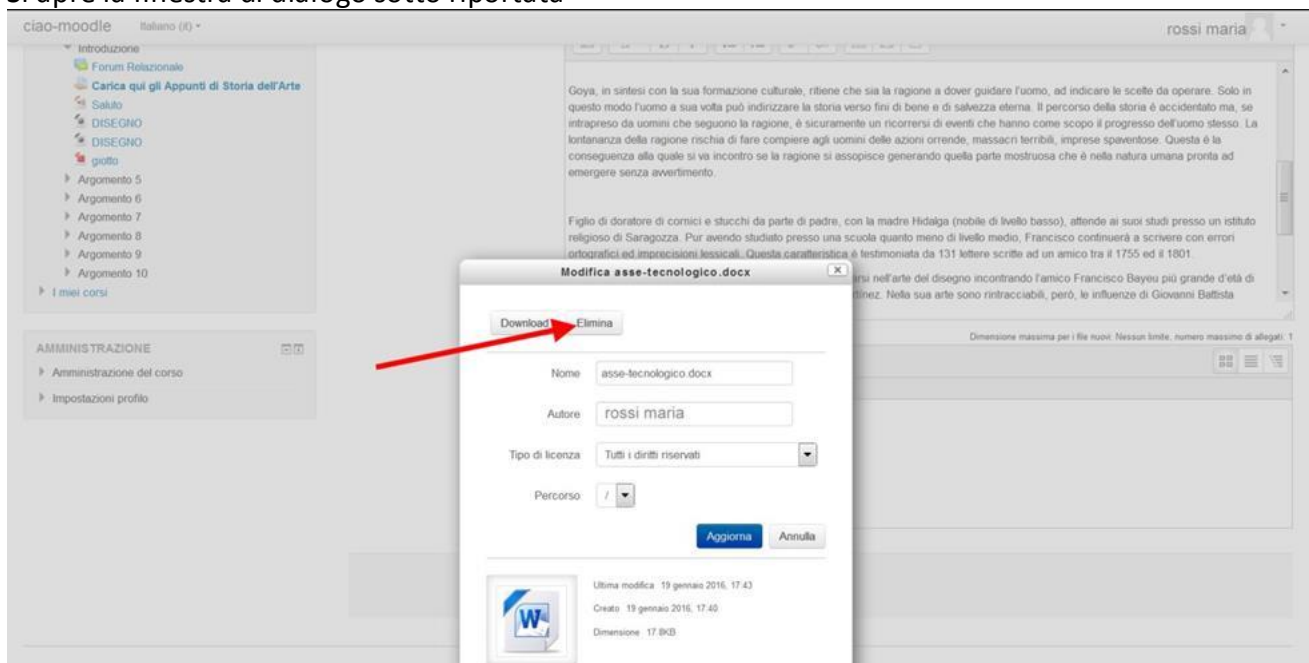 Si apre la finestra di dialogo sotto riportata
ciao-moodle Italiano (it)
rossi maria
Introduzione
Forum Relazionale
Carica qui gli Appunti di Storia dell'Arte
Saluto
DISEGNO
DISEGNO
giotto
Argomento 5
Argomento 6
Argomento 7
Argomento 8
Argomento 9
Argomento 10
I miei corsi
AMMINISTRAZIONE
Amministrazione del corso
Impostazioni profilo
Goya, in sintesi con la sua formazione culturale, ritiene che sia la ragione a dover guidare l'uomo, ad indicare le scelte da operare. Solo in
questo modo l'uomo a sua volta può indirizzare la storia verso fini di bene e di salvezza eterna. Il percorso della storia è accidentato ma, se
intrapreso da uomini che seguono la ragione, è sicuramente un ricorrersi di eventi che hanno come scopo il progresso dell'uomo stesso. La
lontananza della ragione rischia di fare compiere agli uomini delle azioni orrende, massacri terribili, imprese spaventose. Questa è la
conseguenza alla quale si va incontro se la ragione si assopisce generando quella parte mostruosa che è nella natura umana pronta ad
emergere senza avvertimento.
Figlio di doratore di cornici e stucchi da parte di padre, con la madre Hidalga (nobile di livello basso), attende ai suoi studi presso un istituto
religioso di Saragozza. Pur avendo studiato presso una scuola quanto meno di livello medio, Francisco continuerà a scrivere con errori
ortografici ed imprecisioni lessicali. Questa caratteristica è testimoniata da 131 lettere scritte ad un amico tra il 1755 ed il 1801.
nell'arte del disegno incontrando l'amico Francisco Bayeu più grande d'età di
Nella sua arte sono rintracciabili, però, le influenze di Giovanni Battista
Dimensione massima per i file nuovi: Nessun limite, numero massimo di allegati: 1
Modifica asse-tecnologico.docx
Download Elimina
Nome asse-tecnologico.docx
Autore rossi maria
Tipo di licenza Tutti i diritti riservati
Percorso /
Aggiorna Annulla
Ultima modifica 19 gennaio 2016, 17:43
Creato 19 gennaio 2016, 17:40
Dimensione 17.8KB